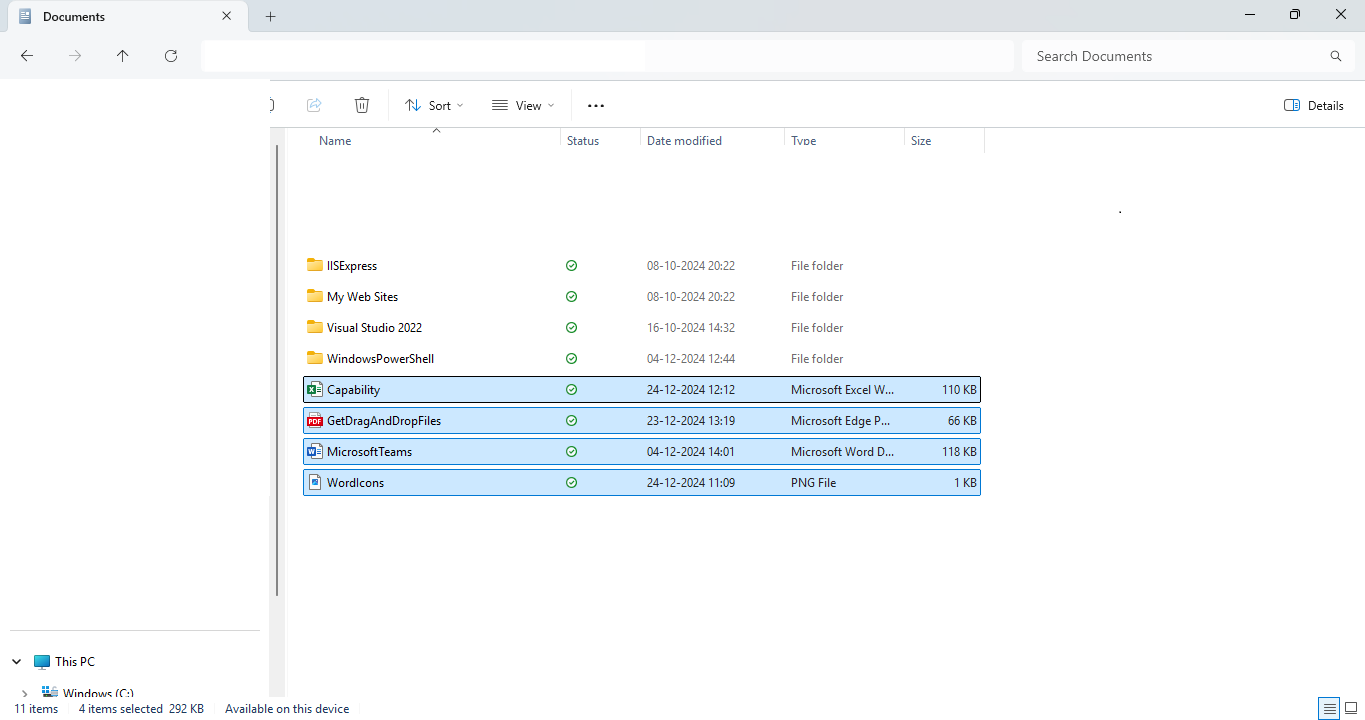 Documents
Search Documents
Sort
View
Details
Name Status Date modified Type Size
IISExpress 08-10-2024 20:22 File folder
My Web Sites 08-10-2024 20:22 File folder
Visual Studio 2022 16-10-2024 14:32 File folder
WindowsPowerShell 04-12-2024 12:44 File folder
Capability 24-12-2024 12:12 Microsoft Excel W... 110 KB
PDF GetDragAndDropFiles 23-12-2024 13:19 Microsoft Edge P... 66 KB
MicrosoftTeams 04-12-2024 14:01 Microsoft Word D... 118 KB
WordIcons 24-12-2024 11:09 PNG File 1 KB
This PC
Windows (C:)
11 items 4 items selected 292 KB Available on this device